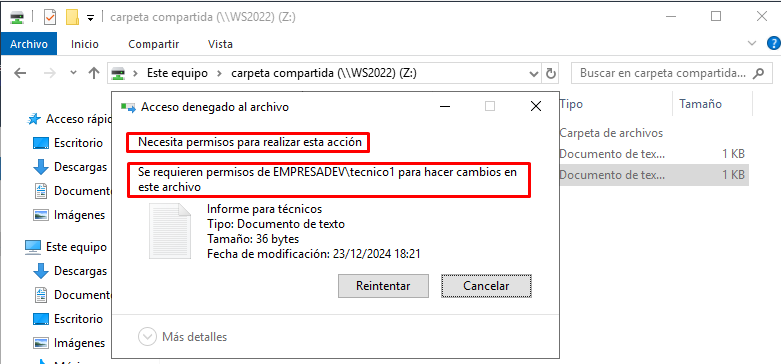 carpeta compartida (\\WS2022) (Z:)
Archivo Inicio Compartir Vista
Este equipo > carpeta compartida (\\WS2022) (Z:)
Buscar en carpeta compartida...
Acceso rápid
Escritorio
Descargas
Documento
Imágenes
Este equipo
Descargas
Documento
Escritorio
Imágenes
Tipo Tamaño
Carpeta de archivos
Documento de tex... 1 KB
Documento de tex... 1 KB
Acceso denegado al archivo
Necesita permisos para realizar esta acción
Se requieren permisos de EMPRESADEV\tecnico1 para hacer cambios en
este archivo
Informe para técnicos
Tipo: Documento de texto
Tamaño: 36 bytes
Fecha de modificación: 23/12/2024 18:21
Reintentar Cancelar
Más detalles